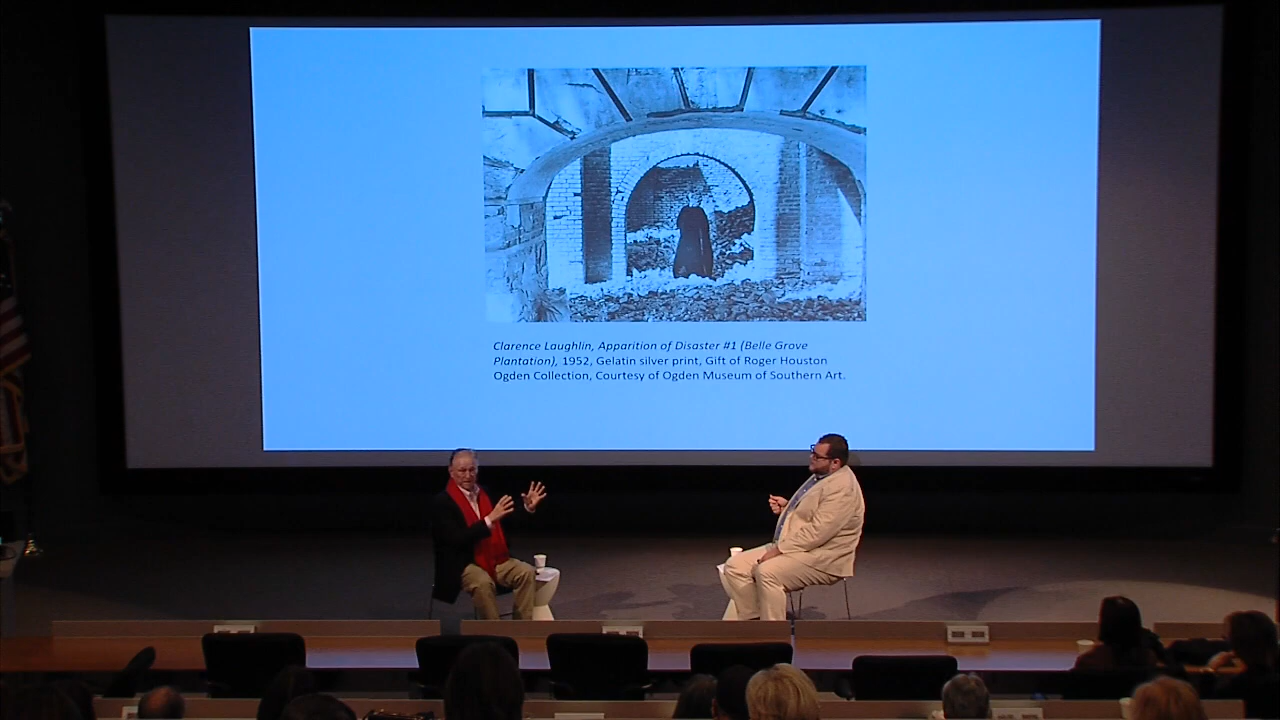 Clarence Laughlin, Apparition of Disaster #1 (Belle Grove
Plantation), 1952, Gelatin silver print, Gift of Roger Houston
Ogden Collection, Courtesy of Ogden Museum of Southern Art.